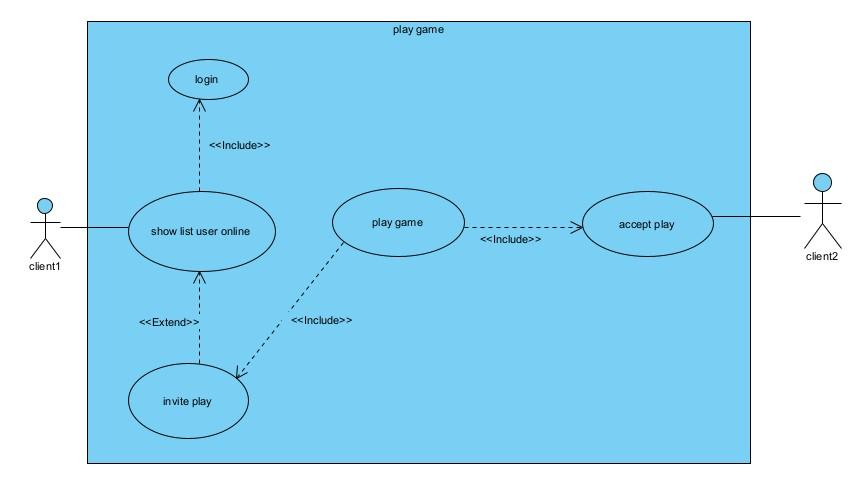 play game
login
<<Include>>
show list user online
play game
accept play
<<Include>>
client1
client2
<<Extend>>
<<Include>>
invite play